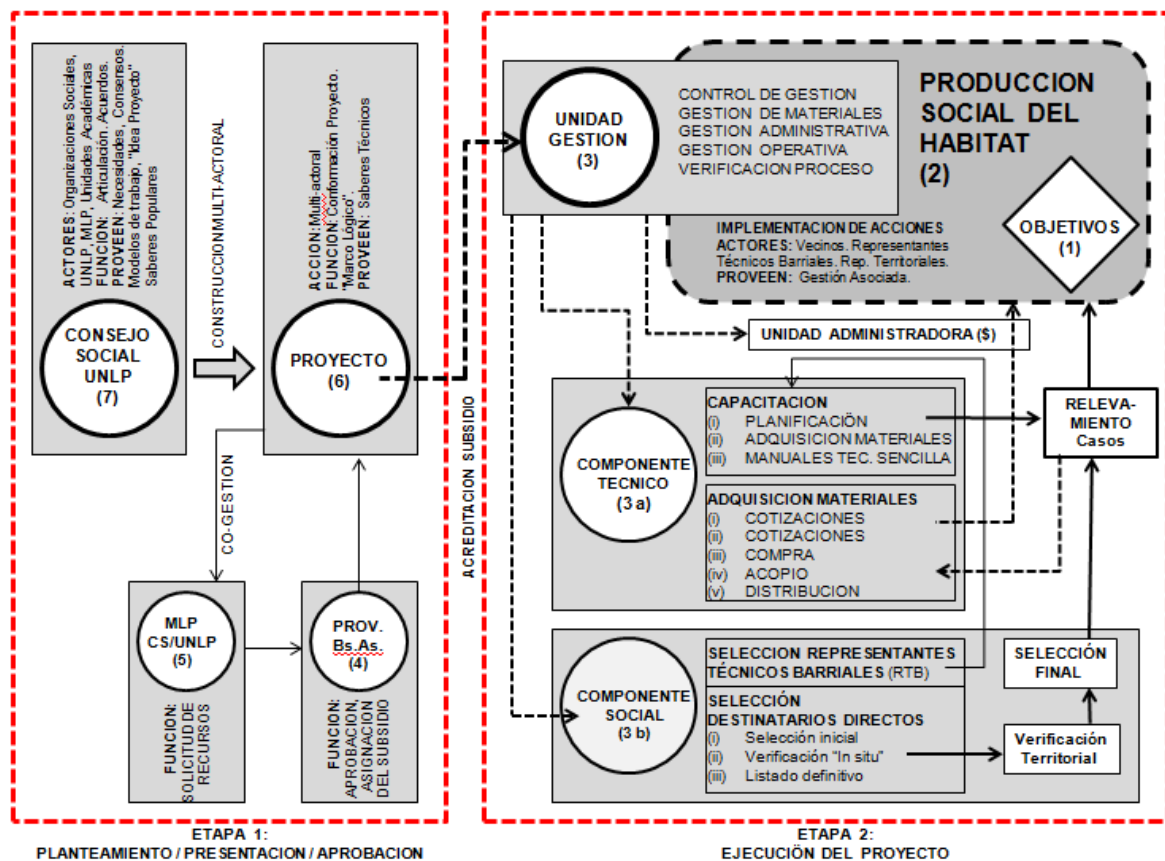 ACTORES: Organizaciones Sociales,
UNLP, MLP, Unidades Académicas
FUNCION: Articulación. Acuerdos.
PROVEEN: Necesidades, Consensos.
Modelos de trabajo, "Idea Proyecto"
Saberes Populares
CONSEJO
SOCIAL
UNLP
(7)
CONSTRUCCION MULTI-ACTORAL
ACCION: Multi-actoral
FUNCION: Conformación Proyecto.
"Marco Lógico".
PROVEEN: Saberes Técnicos
PROYECTO
(6)
CO-GESTION
MLP
CS/UNLP
(5)
FUNCION:
SOLICITUD DE
RECURSOS
PROV.
Bs.As.
(4)
FUNCION:
APROBACION,
ASIGNACION
DEL SUBSIDIO
ETAPA 1:
PLANTEAMIENTO / PRESENTACION / APROBACION
ACREDITACION SUBSIDIO
UNIDAD
GESTION
(3)
CONTROL DE GESTION
GESTION DE MATERIALES
GESTION ADMINISTRATIVA
GESTION OPERATIVA
VERIFICACION PROCESO
PRODUCCION
SOCIAL DEL
HABITAT
(2)
OBJETIVOS
(1)
IMPLEMENTACION DE ACCIONES
ACTORES: Vecinos. Representantes
Técnicos Barriales. Rep. Territoriales.
PROVEEN: Gestión Asociada.
UNIDAD ADMINISTRADORA ($)
COMPONENTE
TECNICO
(3 a)
CAPACITACION
(i) PLANIFICACIÖN
(ii) ADQUISICION MATERIALES
(iii) MANUALES TEC. SENCILLA
ADQUISICION MATERIALES
(i) COTIZACIONES
(ii) COTIZACIONES
(iii) COMPRA
(iv) ACOPIO
(v) DISTRIBUCION
RELEVA-
MIENTO
Casos
COMPONENTE
SOCIAL
(3 b)
SELECCION REPRESENTANTES
TÉCNICOS BARRIALES (RTB)
SELECCIÓN
DESTINATARIOS DIRECTOS
(i) Selección inicial
(ii) Verificación "In situ"
(iii) Listado definitivo
SELECCIÓN
FINAL
Verificación
Territorial
ETAPA 2:
EJECUCIÖN DEL PROYECTO